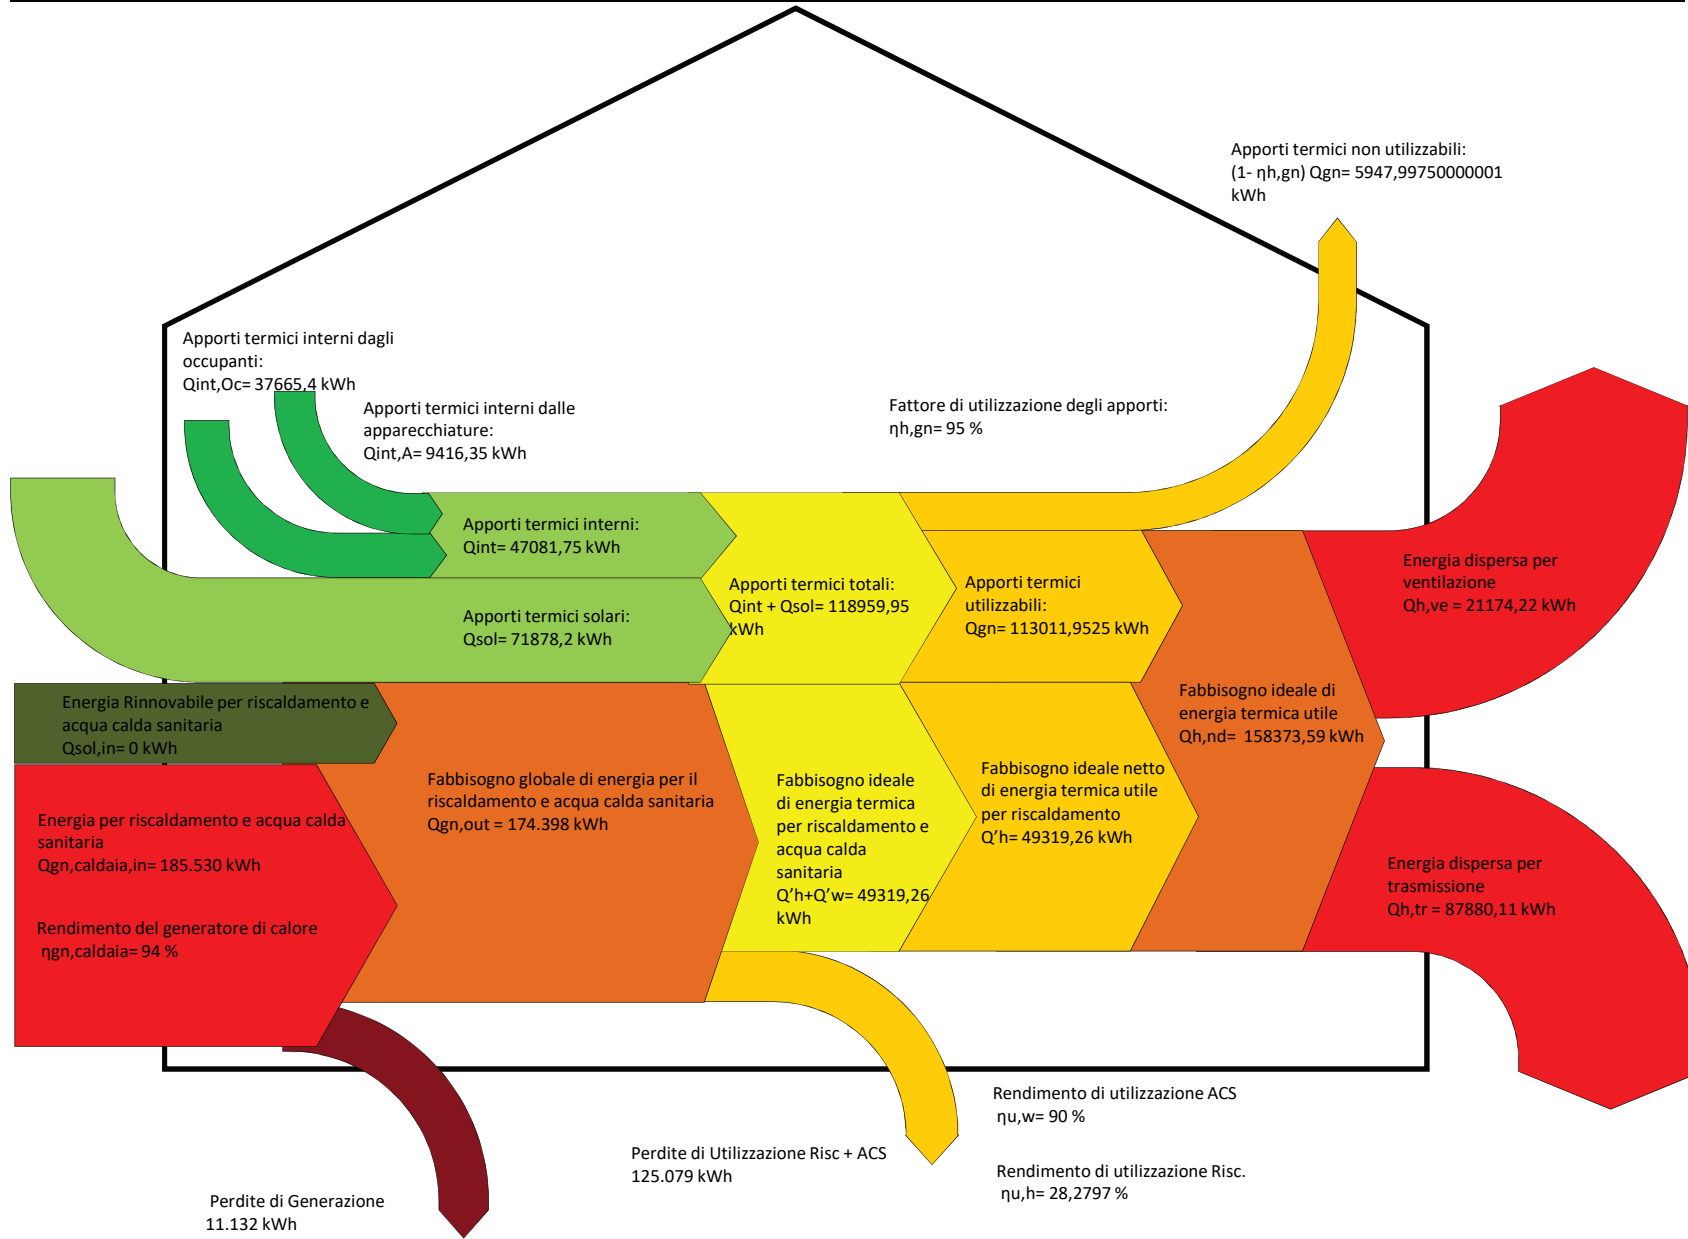 Apporti termici non utilizzabili:
(1- ηh,gn) Qgn= 5947,99750000001
kWh
Apporti termici interni dagli
occupanti:
Qint,Oc= 37665,4 kWh
Apporti termici interni dalle
apparecchiature:
Qint,A= 9416,35 kWh
Fattore di utilizzazione degli apporti:
ηh,gn= 95 %
Apporti termici interni:
Qint= 47081,75 kWh
Apporti termici solari:
Qsol= 71878,2 kWh
Apporti termici totali:
Qint + Qsol= 118959,95
kWh
Apporti termici
utilizzabili:
Qgn= 113011,9525 kWh
Energia dispersa per
ventilazione
Qh,ve = 21174,22 kWh
Energia Rinnovabile per riscaldamento e
acqua calda sanitaria
Qsol,in= 0 kWh
Fabbisogno ideale di
energia termica utile
Qh,nd=  158373,59 kWh
Energia per riscaldamento e acqua calda
sanitaria
Qgn,caldaia,in= 185.530 kWh
Rendimento del generatore di calore
ηgn,caldaia= 94 %
Fabbisogno globale di energia per il
riscaldamento e acqua calda sanitaria
Qgn,out = 174.398 kWh
Fabbisogno ideale
di energia termica
per riscaldamento e
acqua calda
sanitaria
Q’h+Q’w= 49319,26
kWh
Fabbisogno ideale netto
di energia termica utile
per riscaldamento
Q’h= 49319,26 kWh
Energia dispersa per
trasmissione
Qh,tr = 87880,11 kWh
Rendimento di utilizzazione ACS
ηu,w= 90 %
Perdite di Utilizzazione Risc + ACS
125.079 kWh
Rendimento di utilizzazione Risc.
ηu,h= 28,2797 %
Perdite di Generazione
11.132 kWh